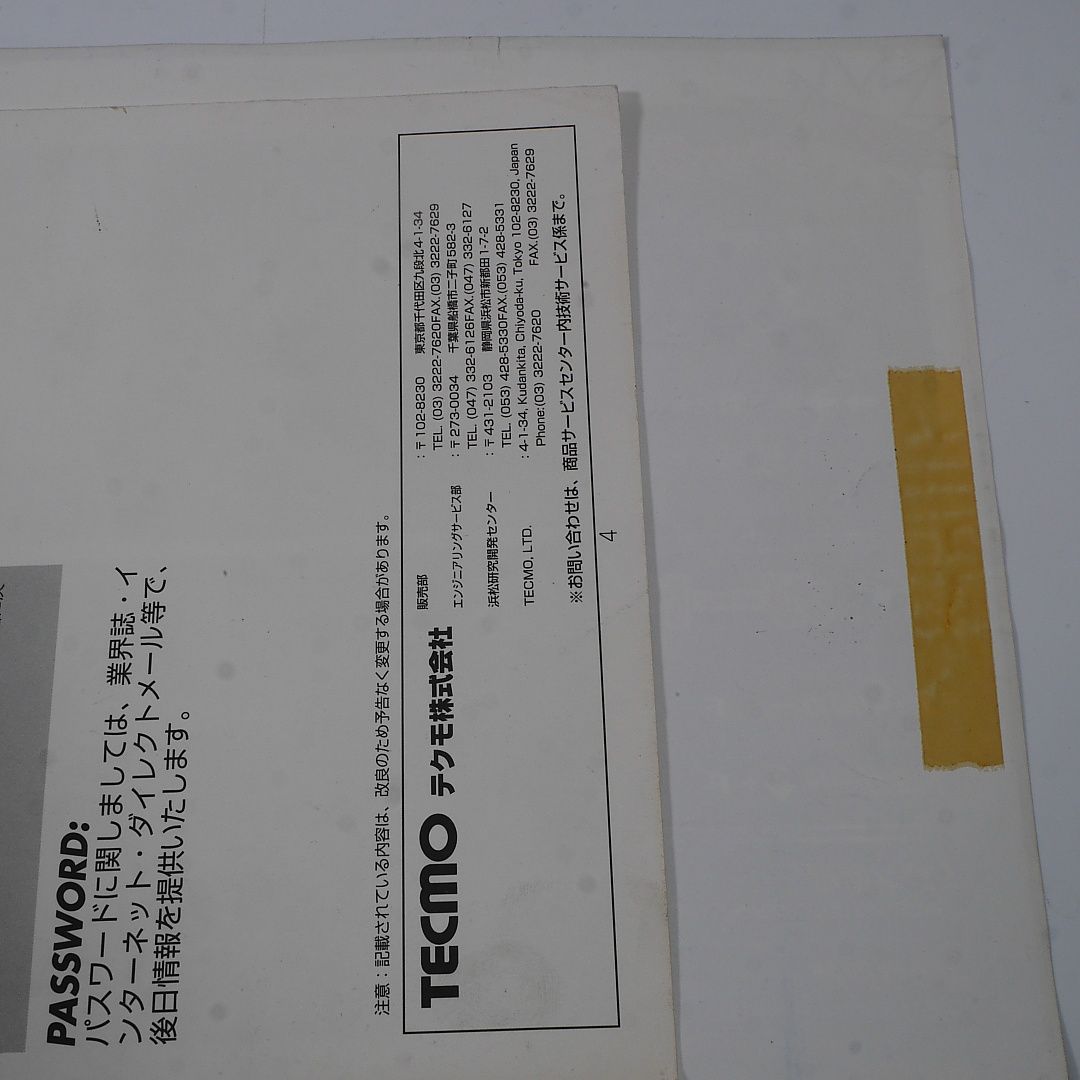 PASSWORD:
パスワードに関しましては、業界誌・イ
ンターネット・ダイレクトメール等で、
後日情報を提供いたします。
注意：記載されている内容は、改良のため予告なく変更する場合があります。
TECMO テクモ株式会社
販売部 : 〒102-8230 東京都千代田区九段北4-1-34
TEL. (03) 3222-7620FAX.(03) 3222-7629
エンジニアリングサービス部 : 〒273-0034 千葉県船橋市二子町582-3
TEL. (047) 332-6126FAX.(047) 332-6127
浜松研究開発センター : 〒431-2103 静岡県浜松市新都田1-7-2
TEL. (053) 428-5330FAX.(053) 428-5331
TECMO, LTD. : 4-1-34, Kudankita, Chiyoda-ku, Tokyo 102-8230, Japan
Phone:(03) 3222-7620 FAX.(03) 3222-7629
※お問い合わせは、商品サービスセンター内技術サービス係まで。
4